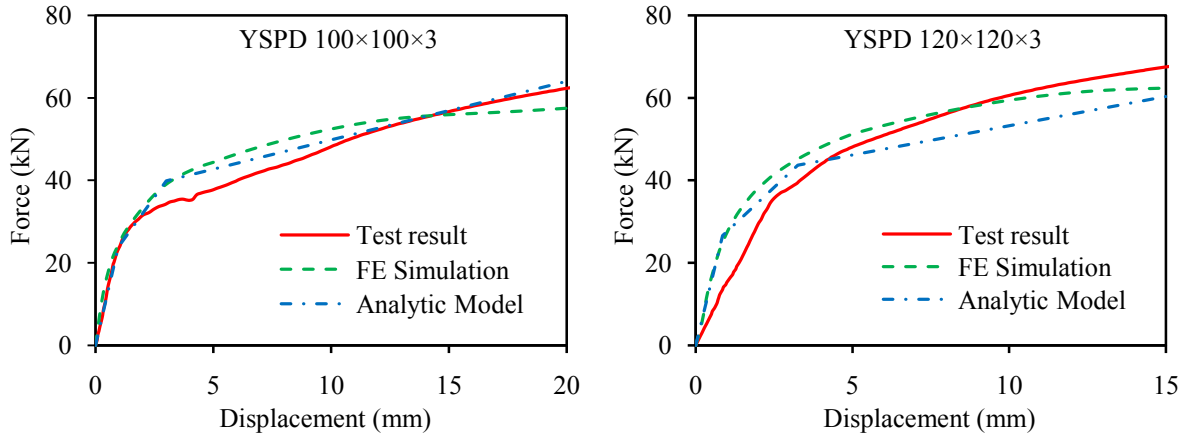 YSPD 100×100×3
80
60
40
20
0
Force (kN)
Test result
FE Simulation
Analytic Model
0 5 10 15 20
Displacement (mm)
YSPD 120×120×3
80
60
40
20
0
Force (kN)
Test result
FE Simulation
Analytic Model
0 5 10 15
Displacement (mm)